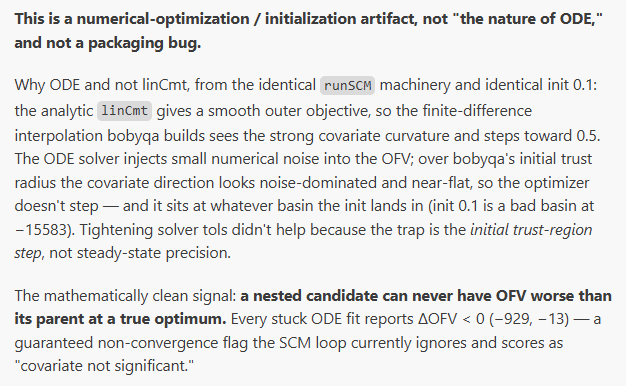 This is a numerical-optimization / initialization artifact, not "the nature of ODE,"
and not a packaging bug.
Why ODE and not linCmt, from the identical runSCM machinery and identical init 0.1:
the analytic linCmt gives a smooth outer objective, so the finite-difference
interpolation bobyqa builds sees the strong covariate curvature and steps toward 0.5.
The ODE solver injects small numerical noise into the OFV; over bobyqa's initial trust
radius the covariate direction looks noise-dominated and near-flat, so the optimizer
doesn't step — and it sits at whatever basin the init lands in (init 0.1 is a bad basin at
−15583). Tightening solver tols didn't help because the trap is the initial trust-region
step, not steady-state precision.
The mathematically clean signal: a nested candidate can never have OFV worse than
its parent at a true optimum. Every stuck ODE fit reports ΔOFV < 0 (−929, −13) — a
guaranteed non-convergence flag the SCM loop currently ignores and scores as
"covariate not significant."